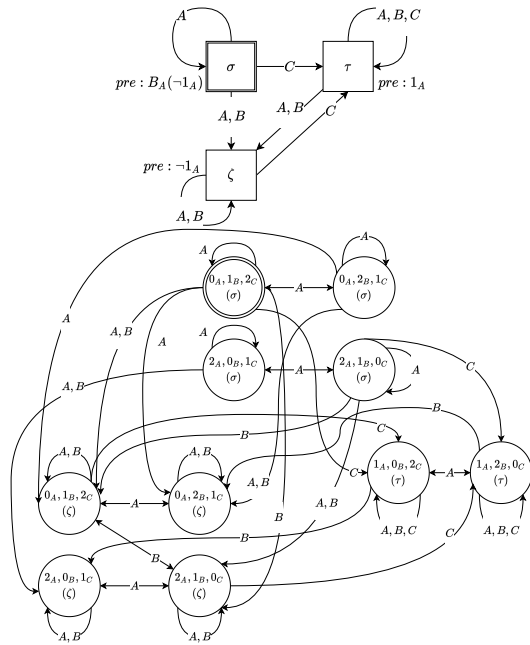 A
A, B, C
σ
C
τ
pre : B_A(¬1_A)
pre : 1_A
A, B
A, B
C
pre : ¬1_A
ζ
A, B
A
A
0_A, 1_B, 2_C
(σ)
A
0_A, 2_B, 1_C
(σ)
A
A, B
A
A
2_A, 0_B, 1_C
(σ)
A
2_A, 1_B, 0_C
(σ)
A
C
A, B
B
C
B
A, B
A, B
0_A, 1_B, 2_C
(ζ)
A
0_A, 2_B, 1_C
(ζ)
A, B
C
1_A, 0_B, 2_C
(τ)
A
1_A, 2_B, 0_C
(τ)
B
A, B
A, B, C
A, B, C
B
C
B
2_A, 0_B, 1_C
(ζ)
A
2_A, 1_B, 0_C
(ζ)
A, B
A, B